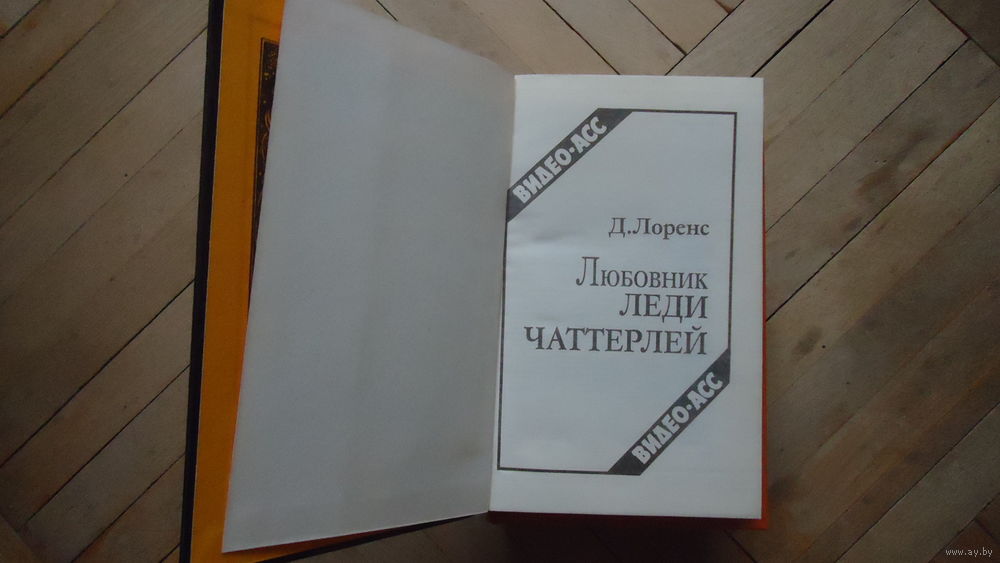 ВИДЕО-АСС
Д.Лоренс
Любовник
ЛЕДИ
ЧАТТЕРЛЕЙ
ВИДЕО-АСС
www.ay.by